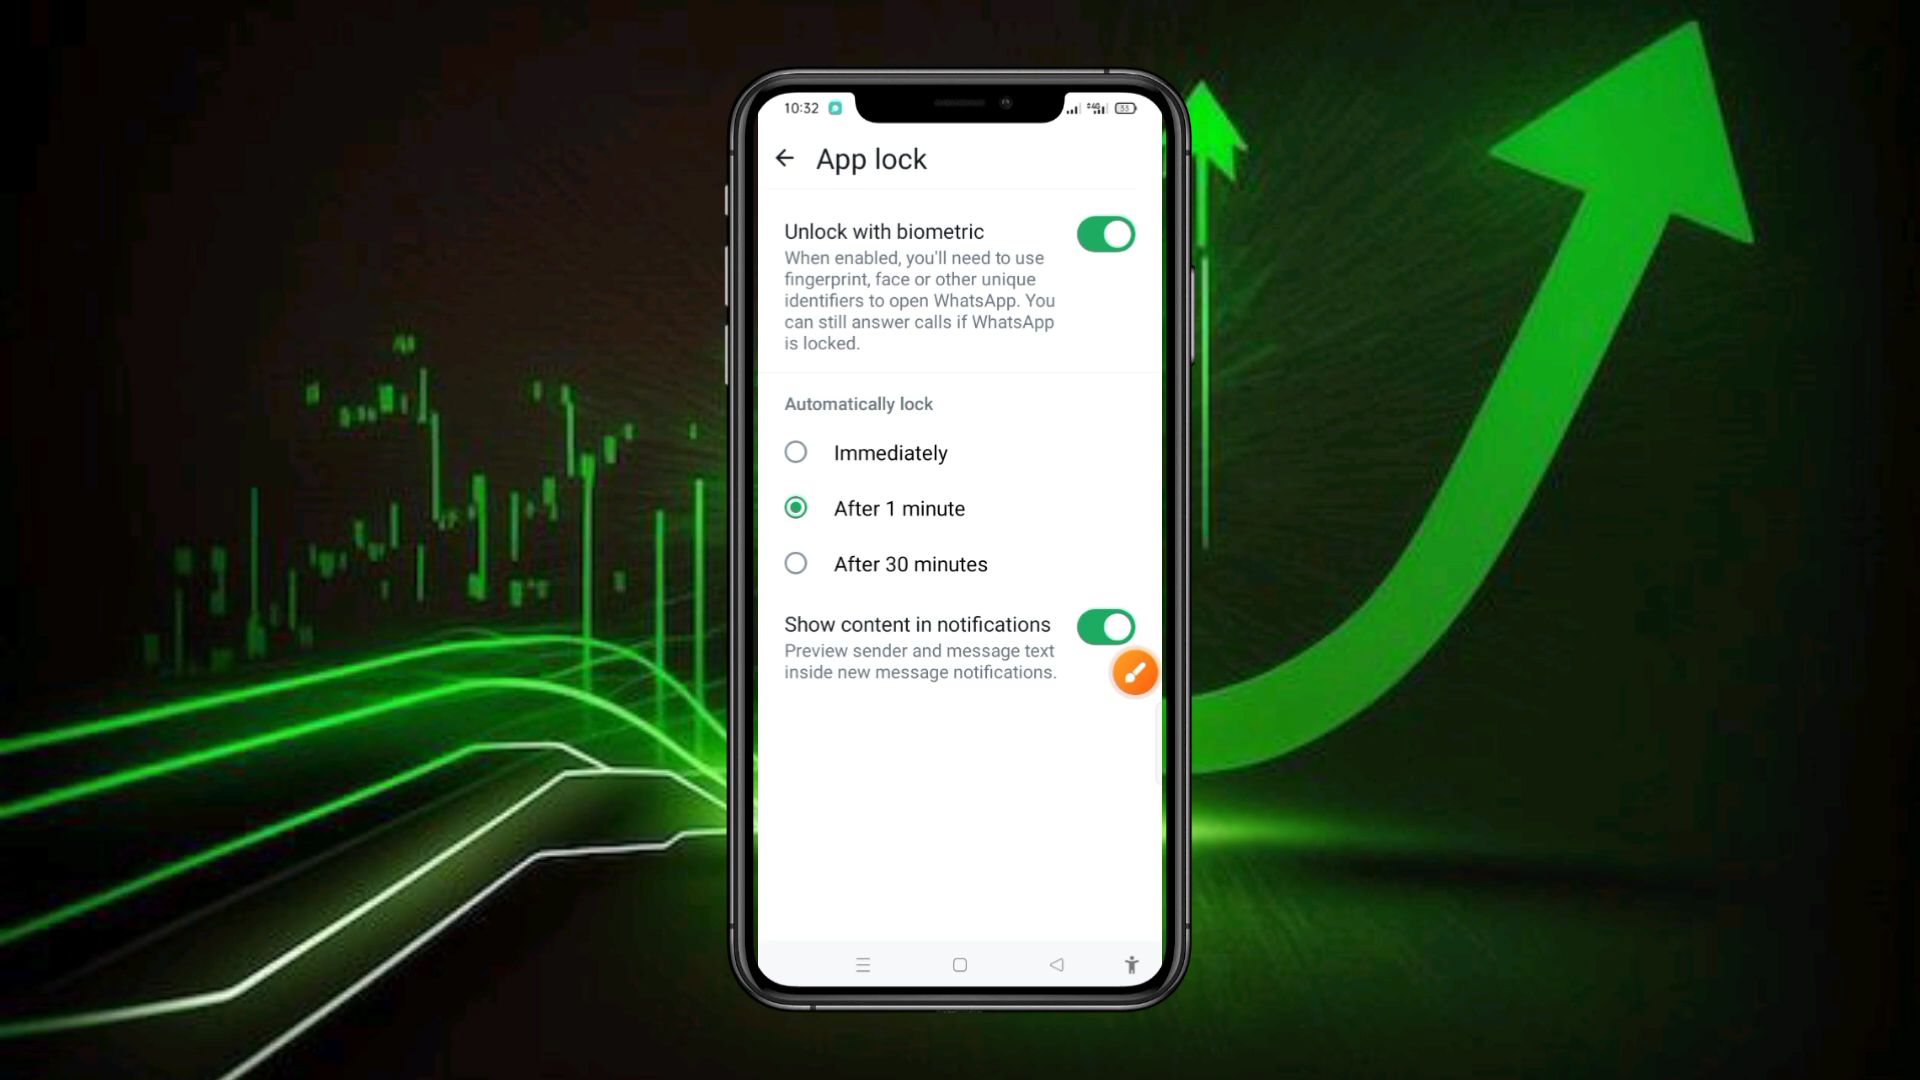 10:32
App lock
Unlock with biometric
When enabled, you'll need to use
fingerprint, face or other unique
identifiers to open WhatsApp. You
can still answer calls if WhatsApp
is locked.
Automatically lock
Immediately
After 1 minute
After 30 minutes
Show content in notifications
Preview sender and message text
inside new message notifications.